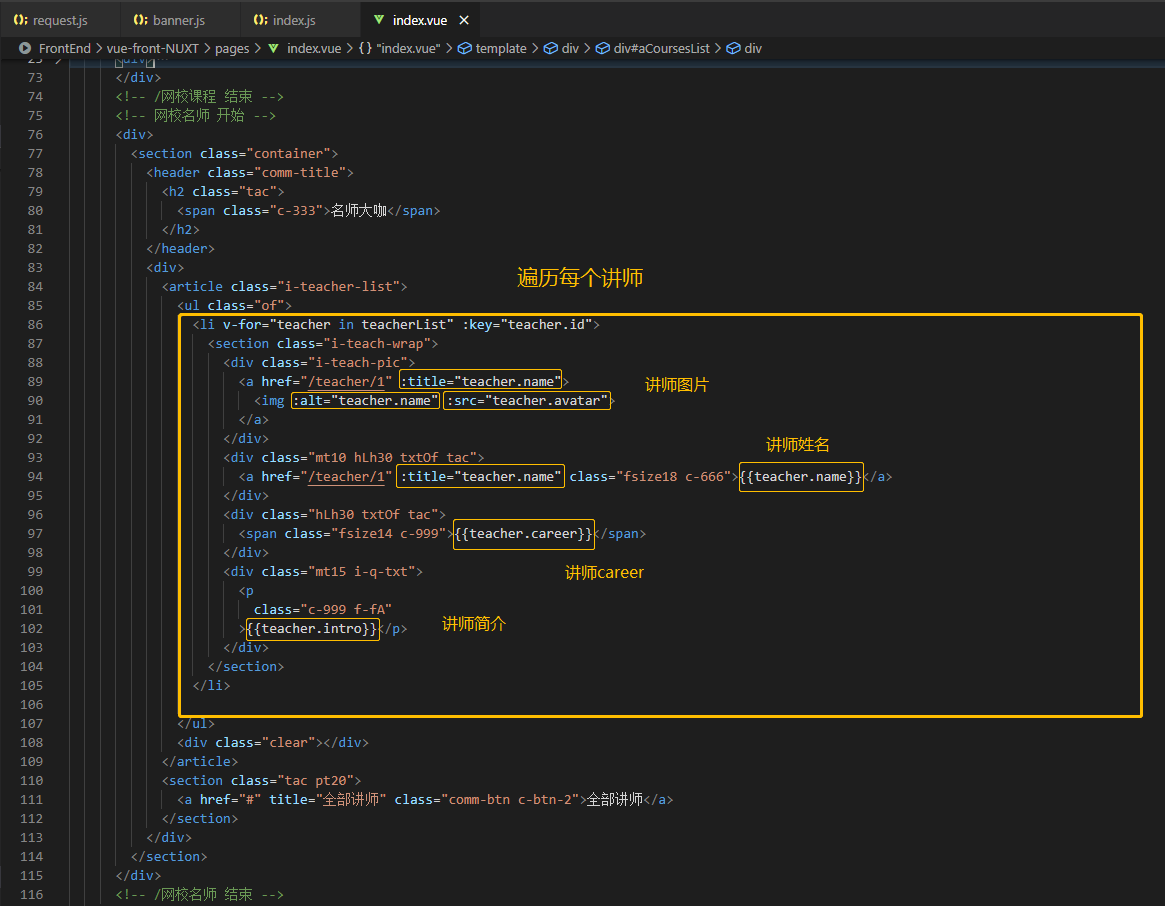 request.js banner.js index.js index.vue
FrontEnd > vue-front-NUXT > pages > index.vue > {} "index.vue" > template > div > div#aCoursesList > div
73 </div>
74 <!-- /网校课程 结束 -->
75 <!-- 网校名师 开始 -->
76 <div>
77 <section class="container">
78 <header class="comm-title">
79 <h2 class="tac">
80 <span class="c-333">名师大咖</span>
81 </h2>
82 </header>
83 <div>
遍历每个讲师
84 <article class="i-teacher-list">
85 <ul class="of">
86 <li v-for="teacher in teacherList" :key="teacher.id">
87 <section class="i-teach-wrap">
88 <div class="i-teach-pic">
89 <a href="/teacher/1" :title="teacher.name">
讲师图片
90 <img :alt="teacher.name" :src="teacher.avatar">
91 </a>
92 </div>
讲师姓名
93 <div class="mt10 hLh30 txtOf tac">
94 <a href="/teacher/1" :title="teacher.name" class="fsize18 c-666">{{teacher.name}}</a>
95 </div>
96 <div class="hLh30 txtOf tac">
97 <span class="fsize14 c-999">{{teacher.career}}</span>
98 </div>
99 <div class="mt15 i-q-txt">
讲师career
100 <p
101 class="c-999 f-fA"
102 >{{teacher.intro}}</p>
讲师简介
103 </div>
104 </section>
105 </li>
106
107 </ul>
108 <div class="clear"></div>
109 </article>
110 <section class="tac pt20">
111 <a href="#" title="全部讲师" class="comm-btn c-btn-2">全部讲师</a>
112 </section>
113 </div>
114 </section>
115 </div>
116 <!-- /网校名师 结束 -->